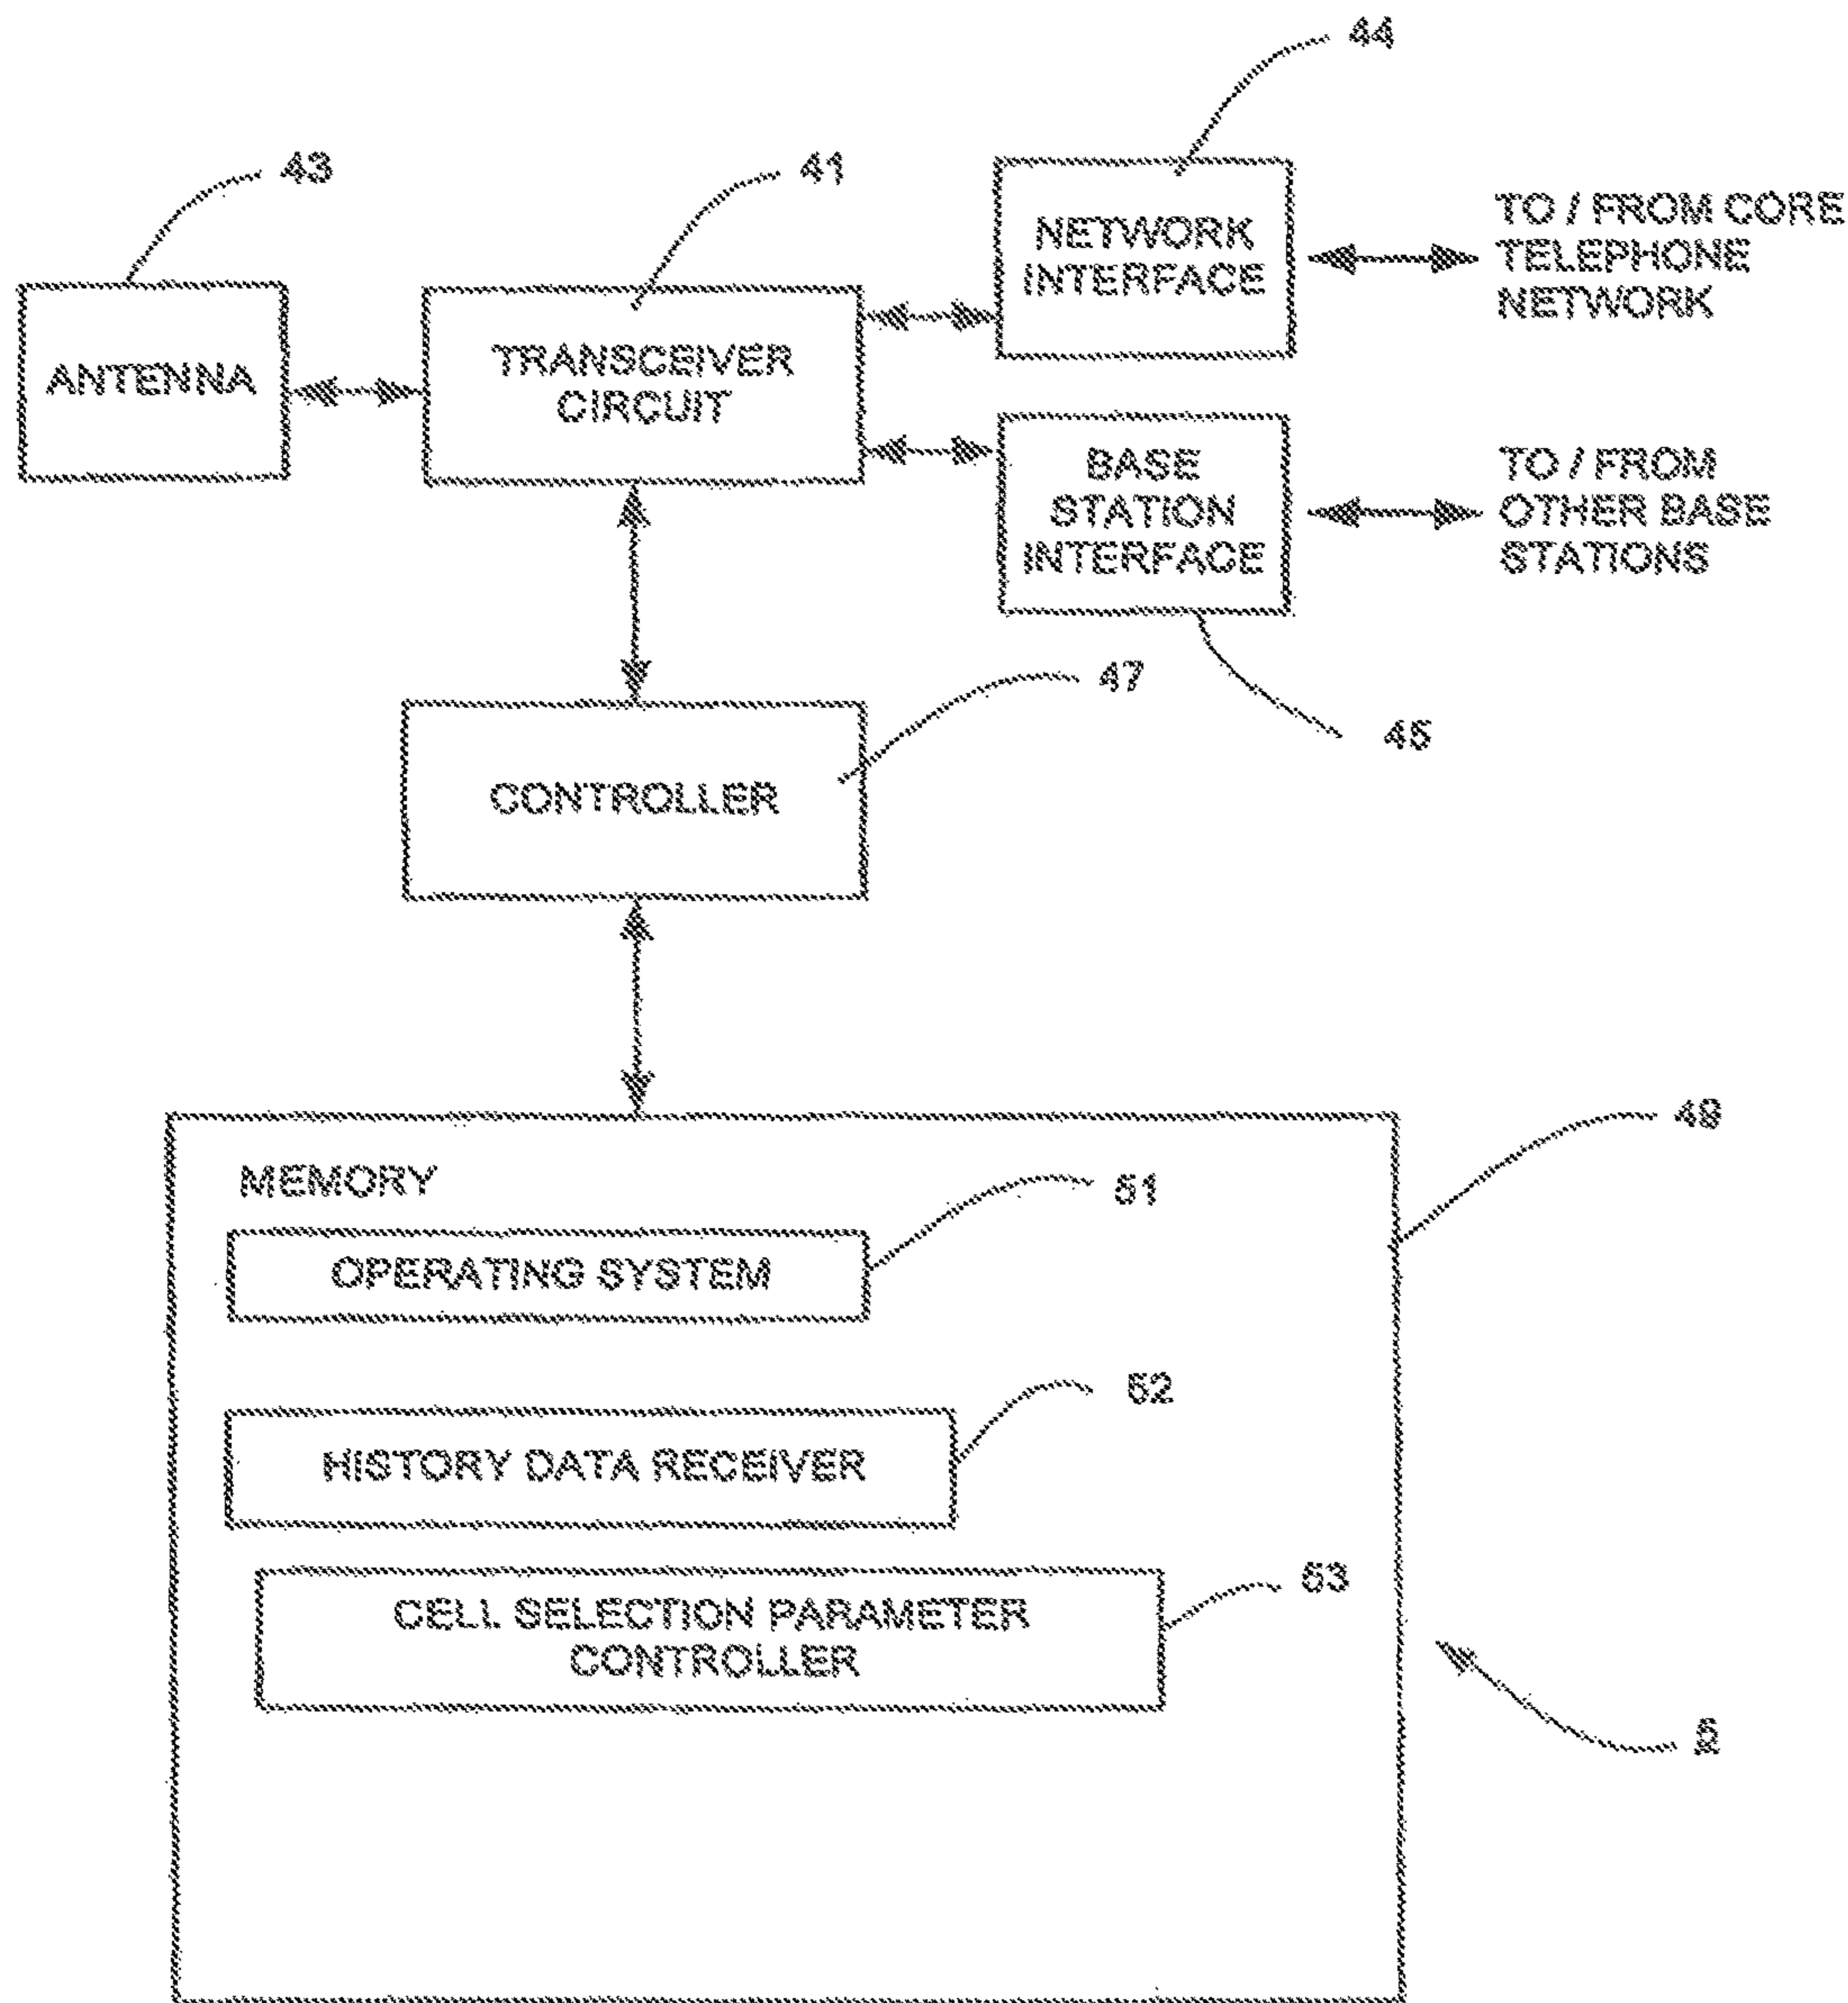 44
43
41
NETWORK
INTERFACE
TO / FROM CORE
TELEPHONE
NETWORK
ANTENNA
TRANSCEIVER
CIRCUIT
BASE
STATION
INTERFACE
TO / FROM
OTHER BASE
STATIONS
47
45
CONTROLLER
49
MEMORY
51
OPERATING SYSTEM
52
HISTORY DATA RECEIVER
53
CELL SELECTION PARAMETER
CONTROLLER
5